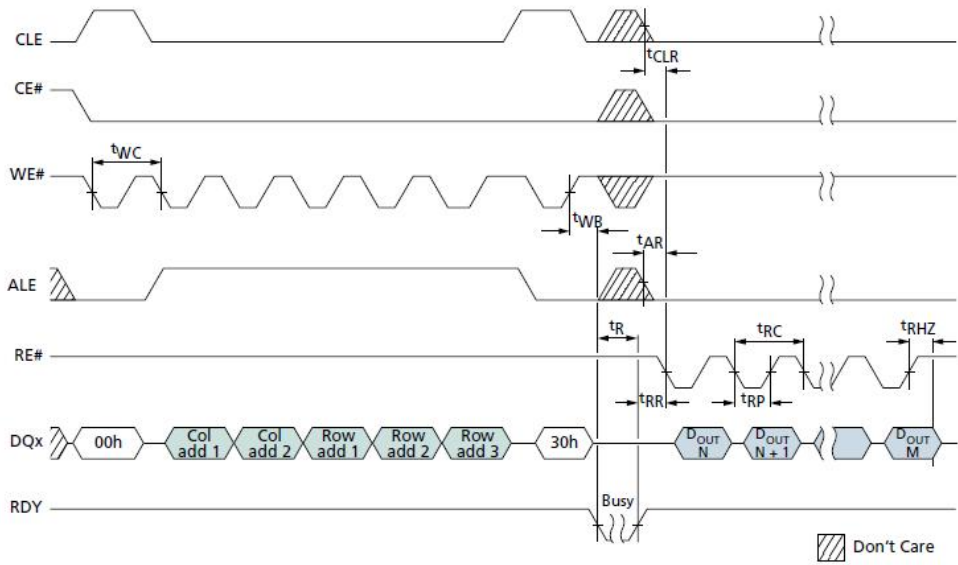 CLE
tCLR
CE#
tWC
WE#
tWB
tAR
ALE
tR
tRC
tRHZ
RE#
tRR
tRP
DQx
00h
Col add 1
Col add 2
Row add 1
Row add 2
Row add 3
30h
DOUT N
DOUT N + 1
DOUT M
RDY
Busy
Don't Care